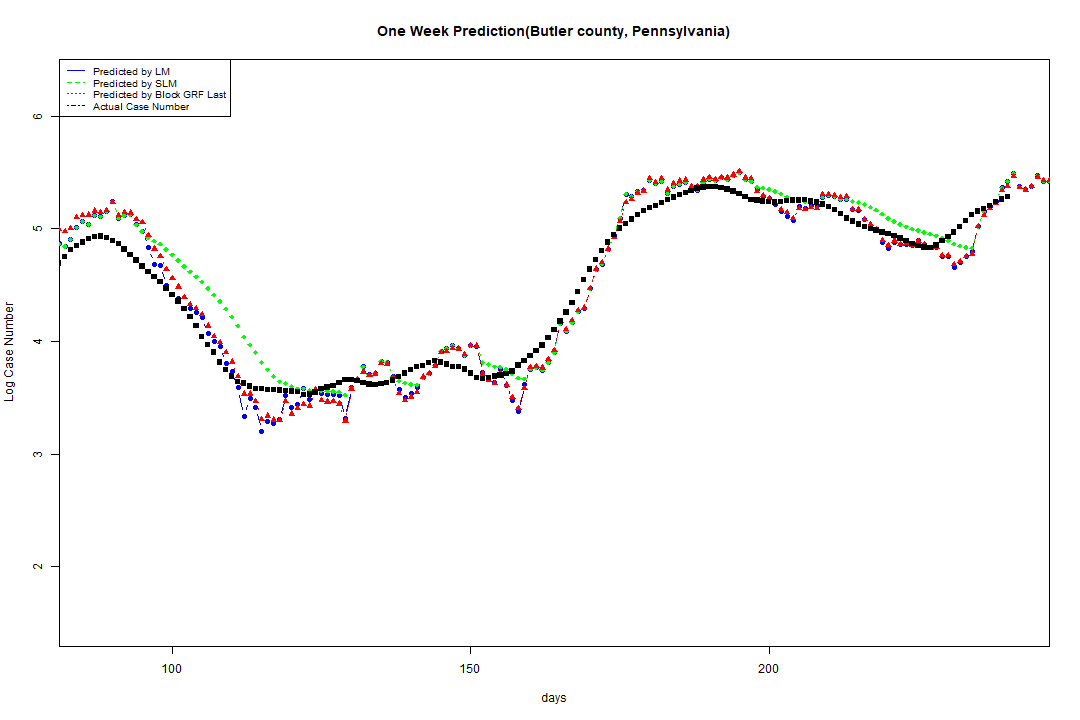 One Week Prediction(Butler county, Pennsylvania)
Predicted by LM
Predicted by SLM
Predicted by Block GRF Last
Actual Case Number
6
5
4
3
2
Log Case Number
100 150 200
days